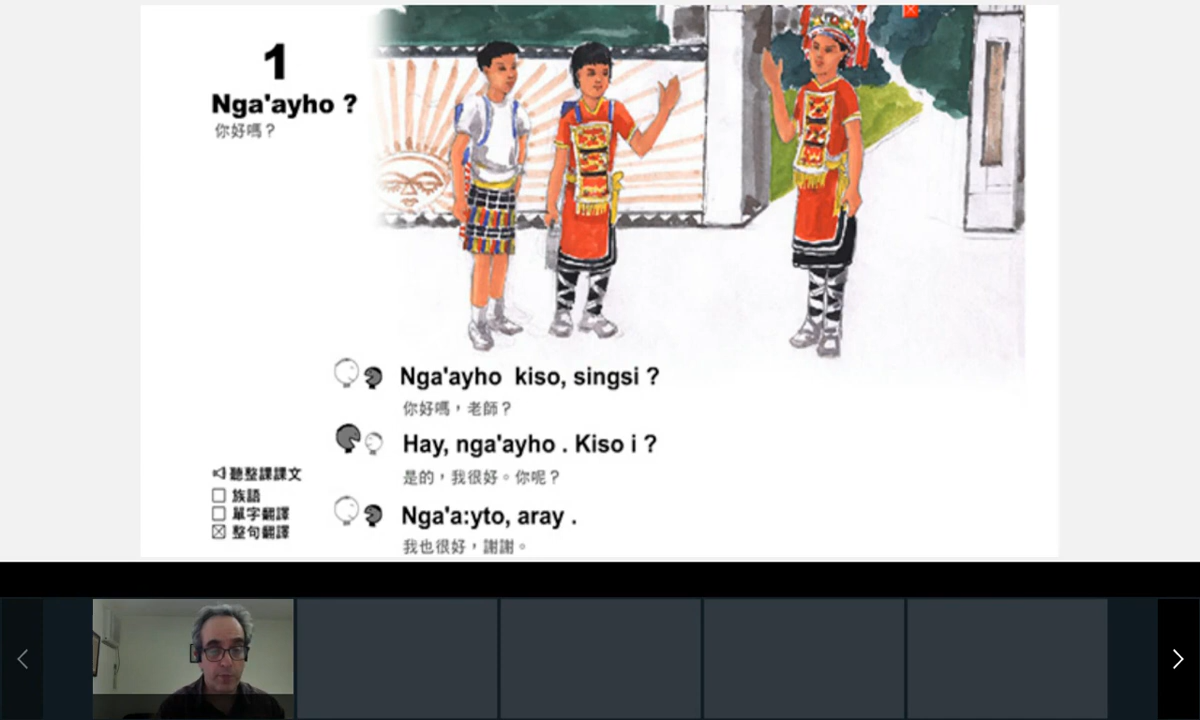 1
Nga'ayho ?
你好嗎？
Nga'ayho kiso, singsi ?
你好嗎，老師？
Hay, nga'ayho . Kiso i ?
是的，我很好。你呢？
Nga'a:yto, aray .
我也很好，謝謝。
聽整課課文
族語
單字翻譯
整句翻譯